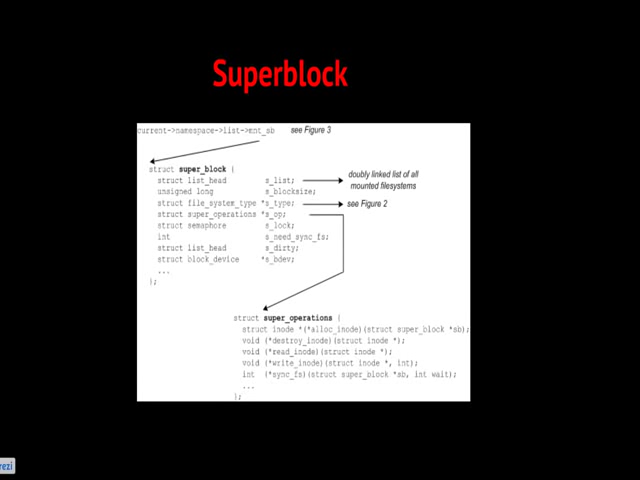 Superblock
current->namespace->list->mnt_sb see Figure 3
struct super_block {
struct list_head s_list; doubly linked list of all
mounted filesystems
unsigned long s_blocksize;
struct file_system_type *s_type; see Figure 2
struct super_operations *s_op;
struct semaphore s_lock;
int s_need_sync_fs;
struct list_head s_dirty;
struct block_device *s_bdev;
...
};
struct super_operations {
struct inode *(*alloc_inode)(struct super_block *sb);
void (*destroy_inode)(struct inode *);
void (*read_inode)(struct inode *);
void (*write_inode)(struct inode *, int);
int (*sync_fs)(struct super_block *sb, int wait);
...
};
rezi